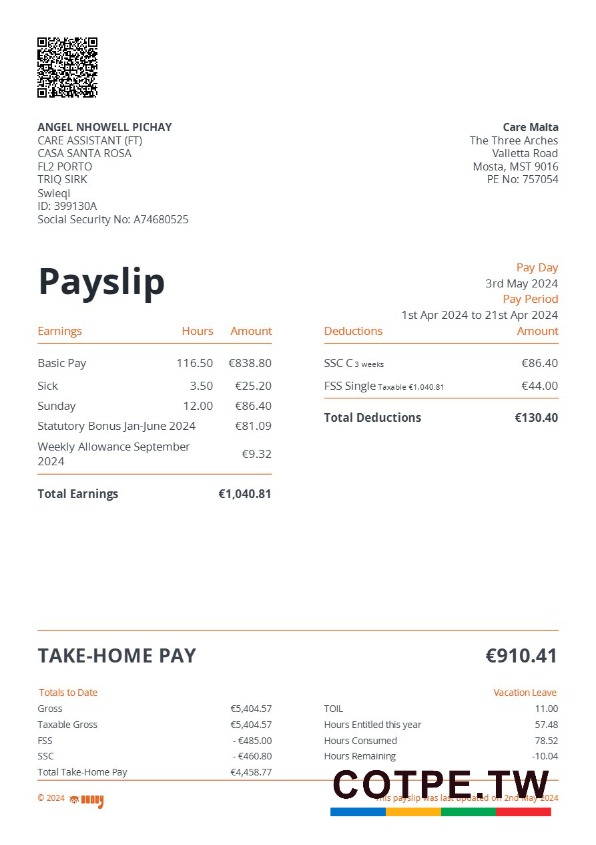 ANGEL NHOWELL PICHAY
CARE ASSISTANT (FT)
CASA SANTA ROSA
FL2 PORTO
TRIQ SIRK
Swieqi
ID: 399130A
Social Security No: A74680525
Care Malta
The Three Arches
Valletta Road
Mosta, MST 9016
PE No: 757054
Payslip
Pay Day
3rd May 2024
Pay Period
1st Apr 2024 to 21st Apr 2024
Earnings Hours Amount
Basic Pay 116.50 €838.80
Sick 3.50 €25.20
Sunday 12.00 €86.40
Statutory Bonus Jan-June 2024 €81.09
Weekly Allowance September
2024 €9.32
Total Earnings €1,040.81
Deductions Amount
SSC C 3 weeks €86.40
FSS Single Taxable €1,040.81 €44.00
Total Deductions €130.40
TAKE-HOME PAY €910.41
Totals to Date
Gross €5,404.57
Taxable Gross €5,404.57
FSS - €485.00
SSC - €460.80
Total Take-Home Pay €4,458.77
Vacation Leave
TOIL 11.00
Hours Entitled this year 57.48
Hours Consumed 78.52
Hours Remaining -10.04
© 2024
This payslip was last updated on 2nd May 2024
COTPE.TW